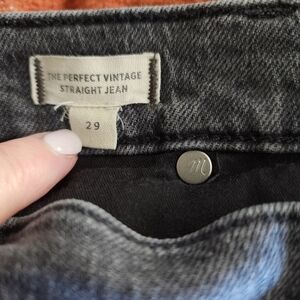 THE PERFECT VINTAGE
STRAIGHT JEAN
29
M